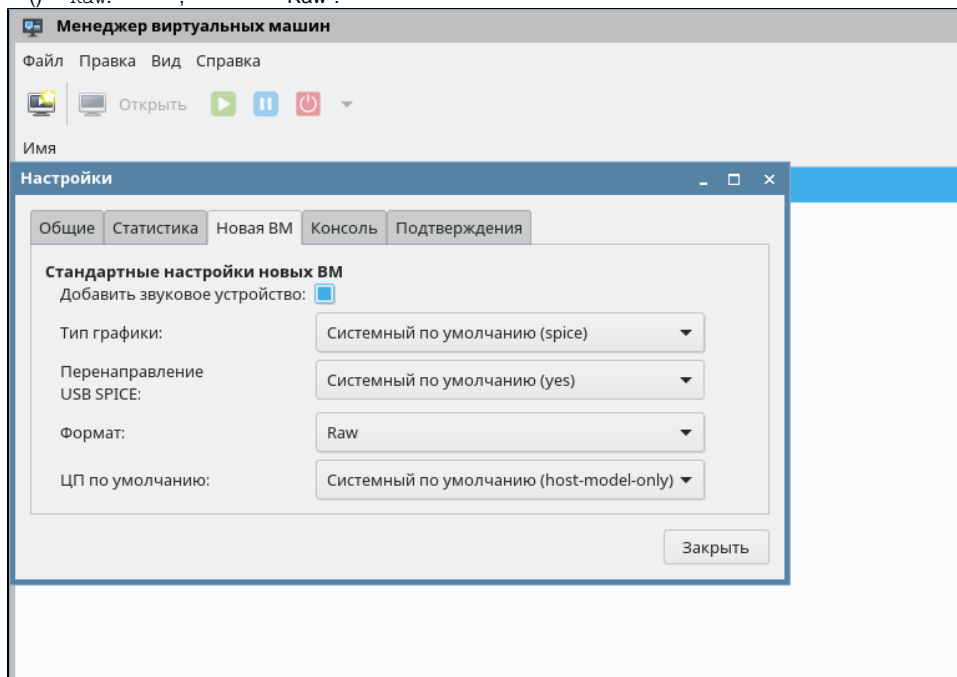 () Raw. , Raw .
Менеджер виртуальных машин
Файл Правка Вид Справка
Открыть
Имя
Настройки
Общие Статистика Новая ВМ Консоль Подтверждения
Стандартные настройки новых ВМ
Добавить звуковое устройство:
Тип графики: Системный по умолчанию (spice)
Перенаправление
USB SPICE: Системный по умолчанию (yes)
Формат: Raw
ЦП по умолчанию: Системный по умолчанию (host-model-only)
Закрыть